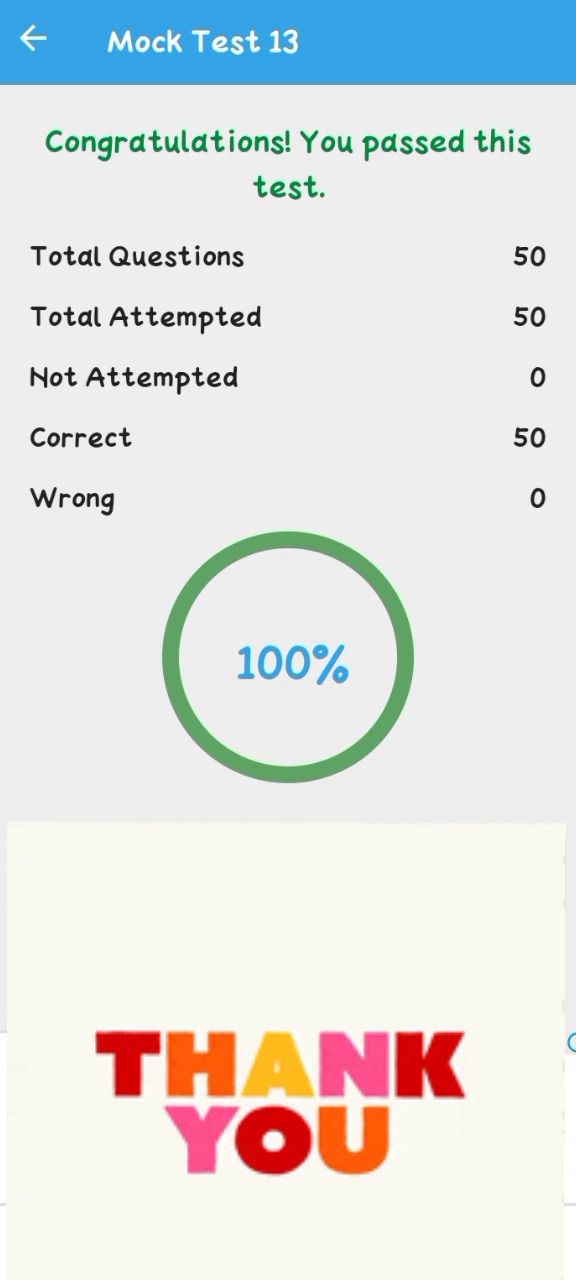 Mock Test 13
Congratulations! You passed this
test.
Total Questions 50
Total Attempted 50
Not Attempted 0
Correct 50
Wrong 0
100%
THANK
YOU